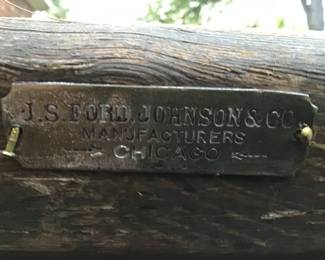 J.S. FORD, JOHNSON & CO.
MANUFACTURERS
CHICAGO